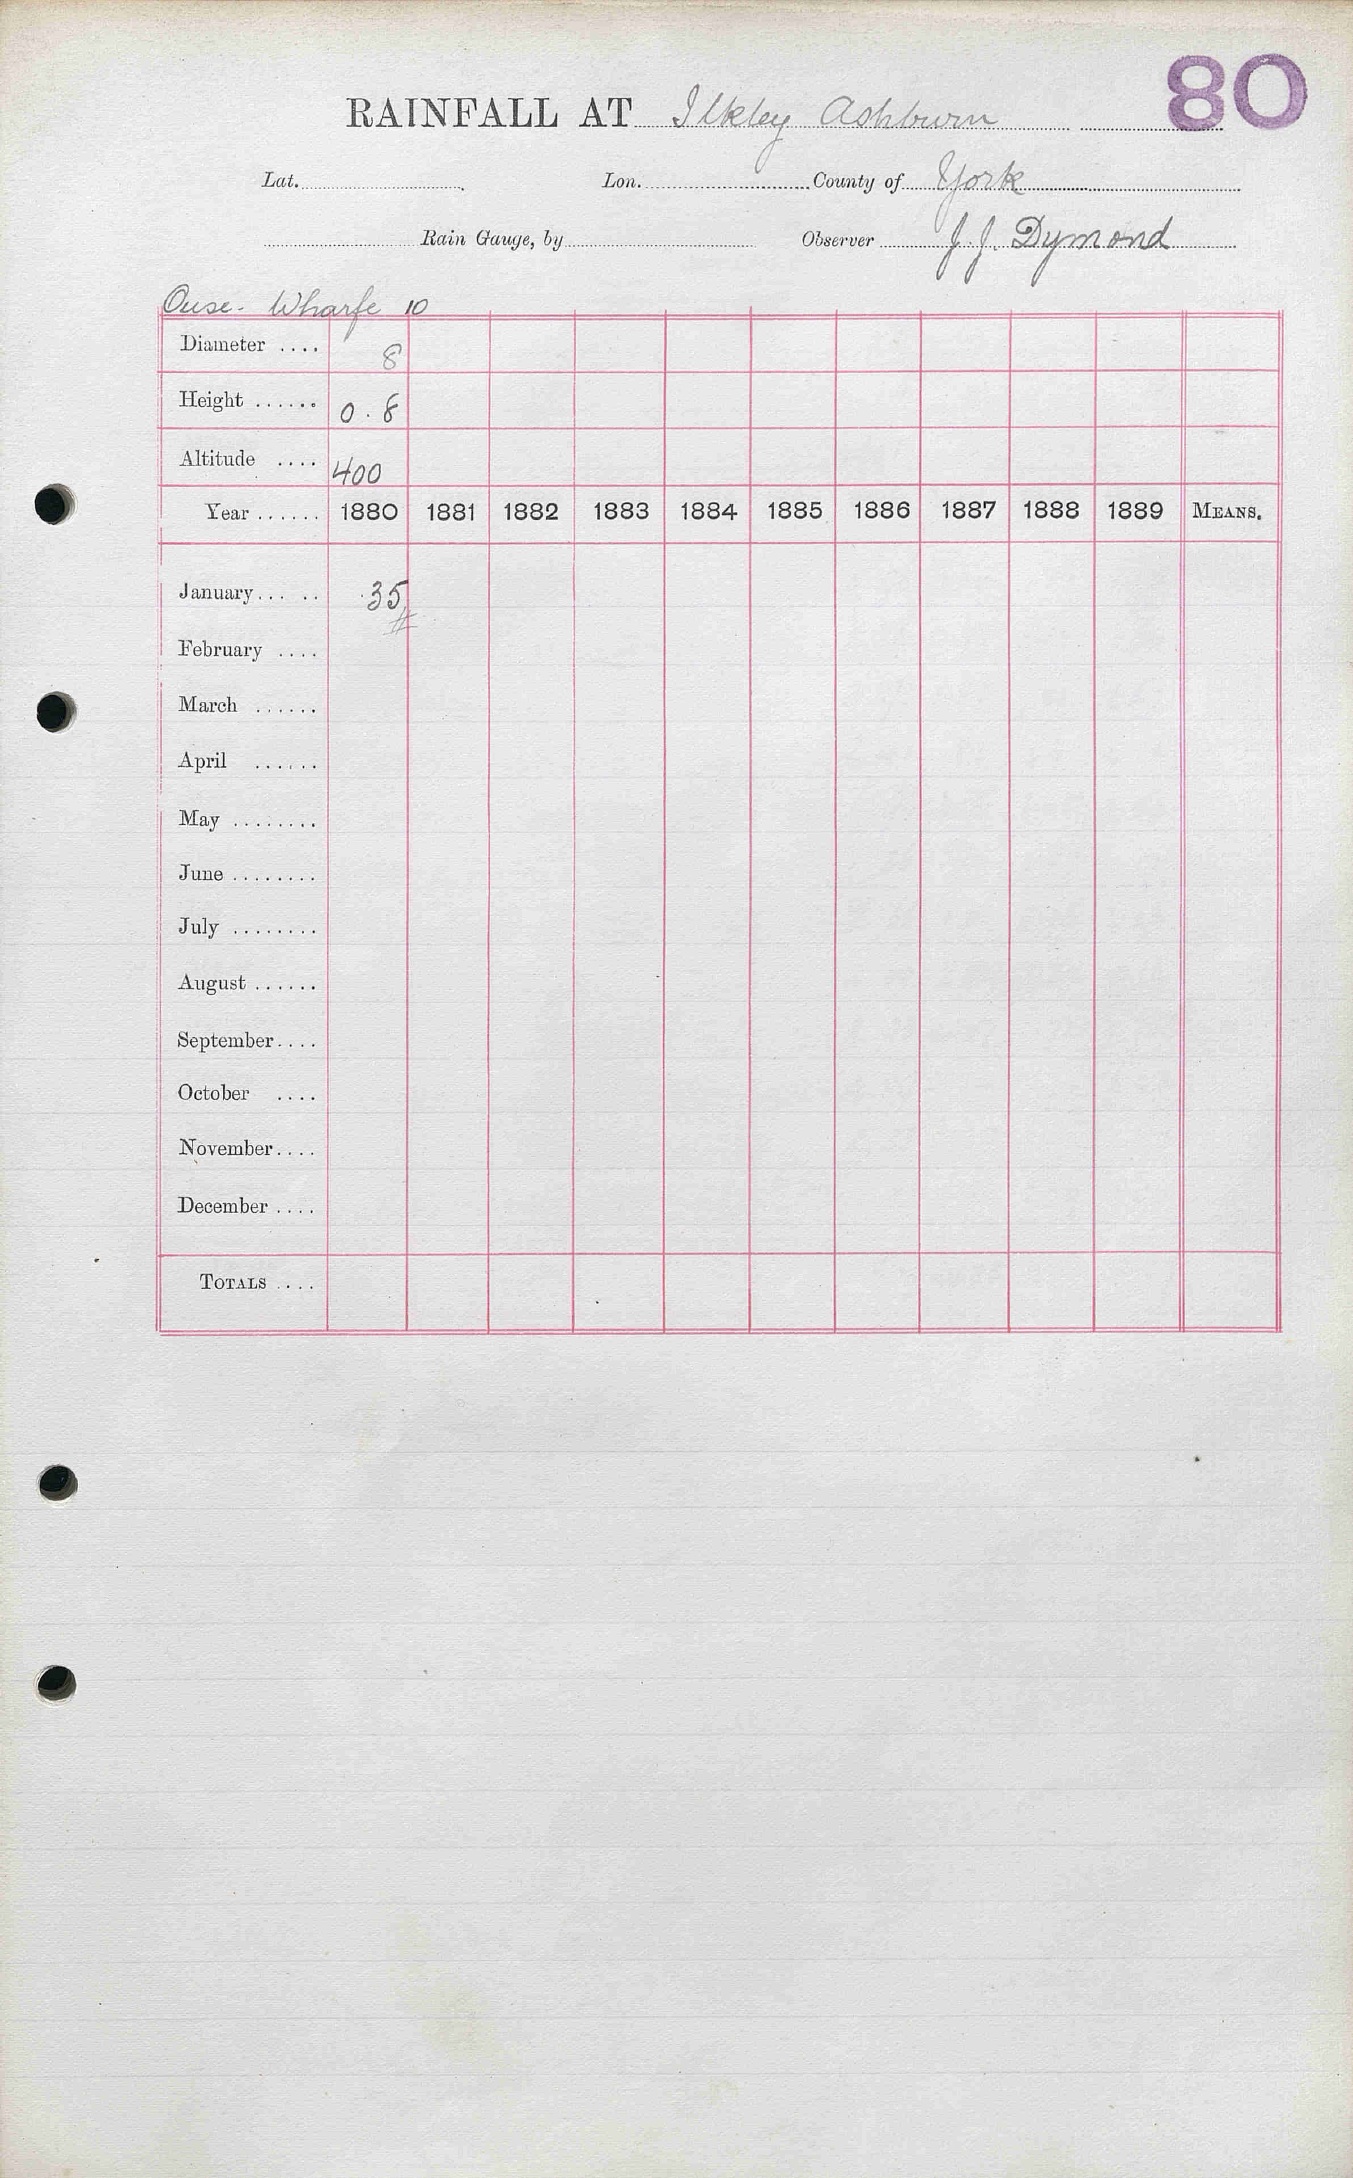 80
RAINFALL AT Ilkley Ashburn
Lat. Lon. County of York
Rain Gauge, by Observer J. J. Dymond
Ouse - Wharfe 10
Diameter .... 8
Height ...... 0.8
Altitude .... 400
Year ...... 1880 1881 1882 1883 1884 1885 1886 1887 1888 1889 MEANS.
January..... .35
February ....
March ......
April ......
May ........
June ........
July ........
August ......
September....
October ....
November....
December ....
TOTALS ....